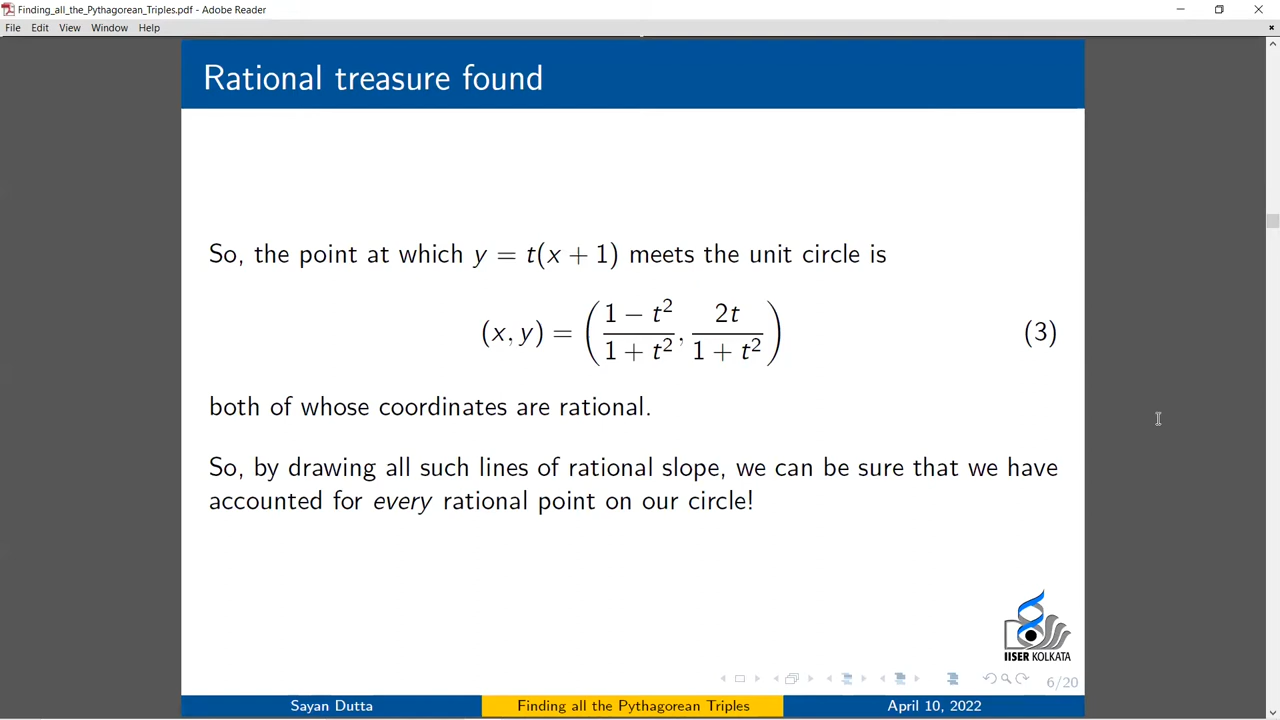 Finding_all_the_Pythagorean_Triples.pdf - Adobe Reader
File Edit View Window Help
Rational treasure found
So, the point at which y = t(x + 1) meets the unit circle is
(x, y) = ( (1 − t²)/(1 + t²), 2t/(1 + t²) ) (3)
both of whose coordinates are rational.
So, by drawing all such lines of rational slope, we can be sure that we have
accounted for every rational point on our circle!
IISER KOLKATA
6/20
Sayan Dutta Finding all the Pythagorean Triples April 10, 2022